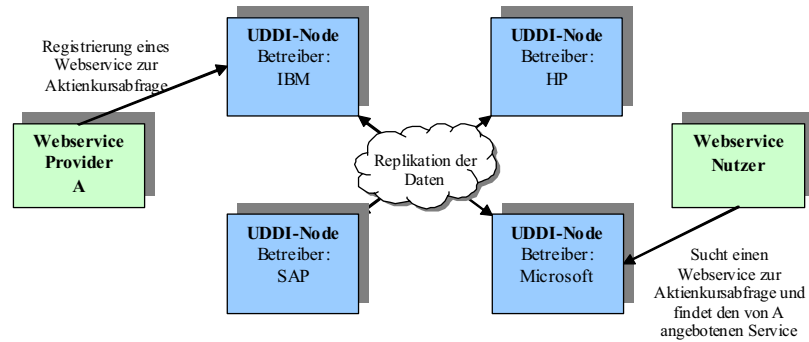 Registrierung eines
Webservice zur
Aktienkursabfrage
UDDI-Node
Betreiber:
IBM
UDDI-Node
Betreiber:
HP
Webservice
Provider
A
Replikation der
Daten
Webservice
Nutzer
UDDI-Node
Betreiber:
SAP
UDDI-Node
Betreiber:
Microsoft
Sucht einen
Webservice zur
Aktienkursabfrage und
findet den von A
angebotenen Service